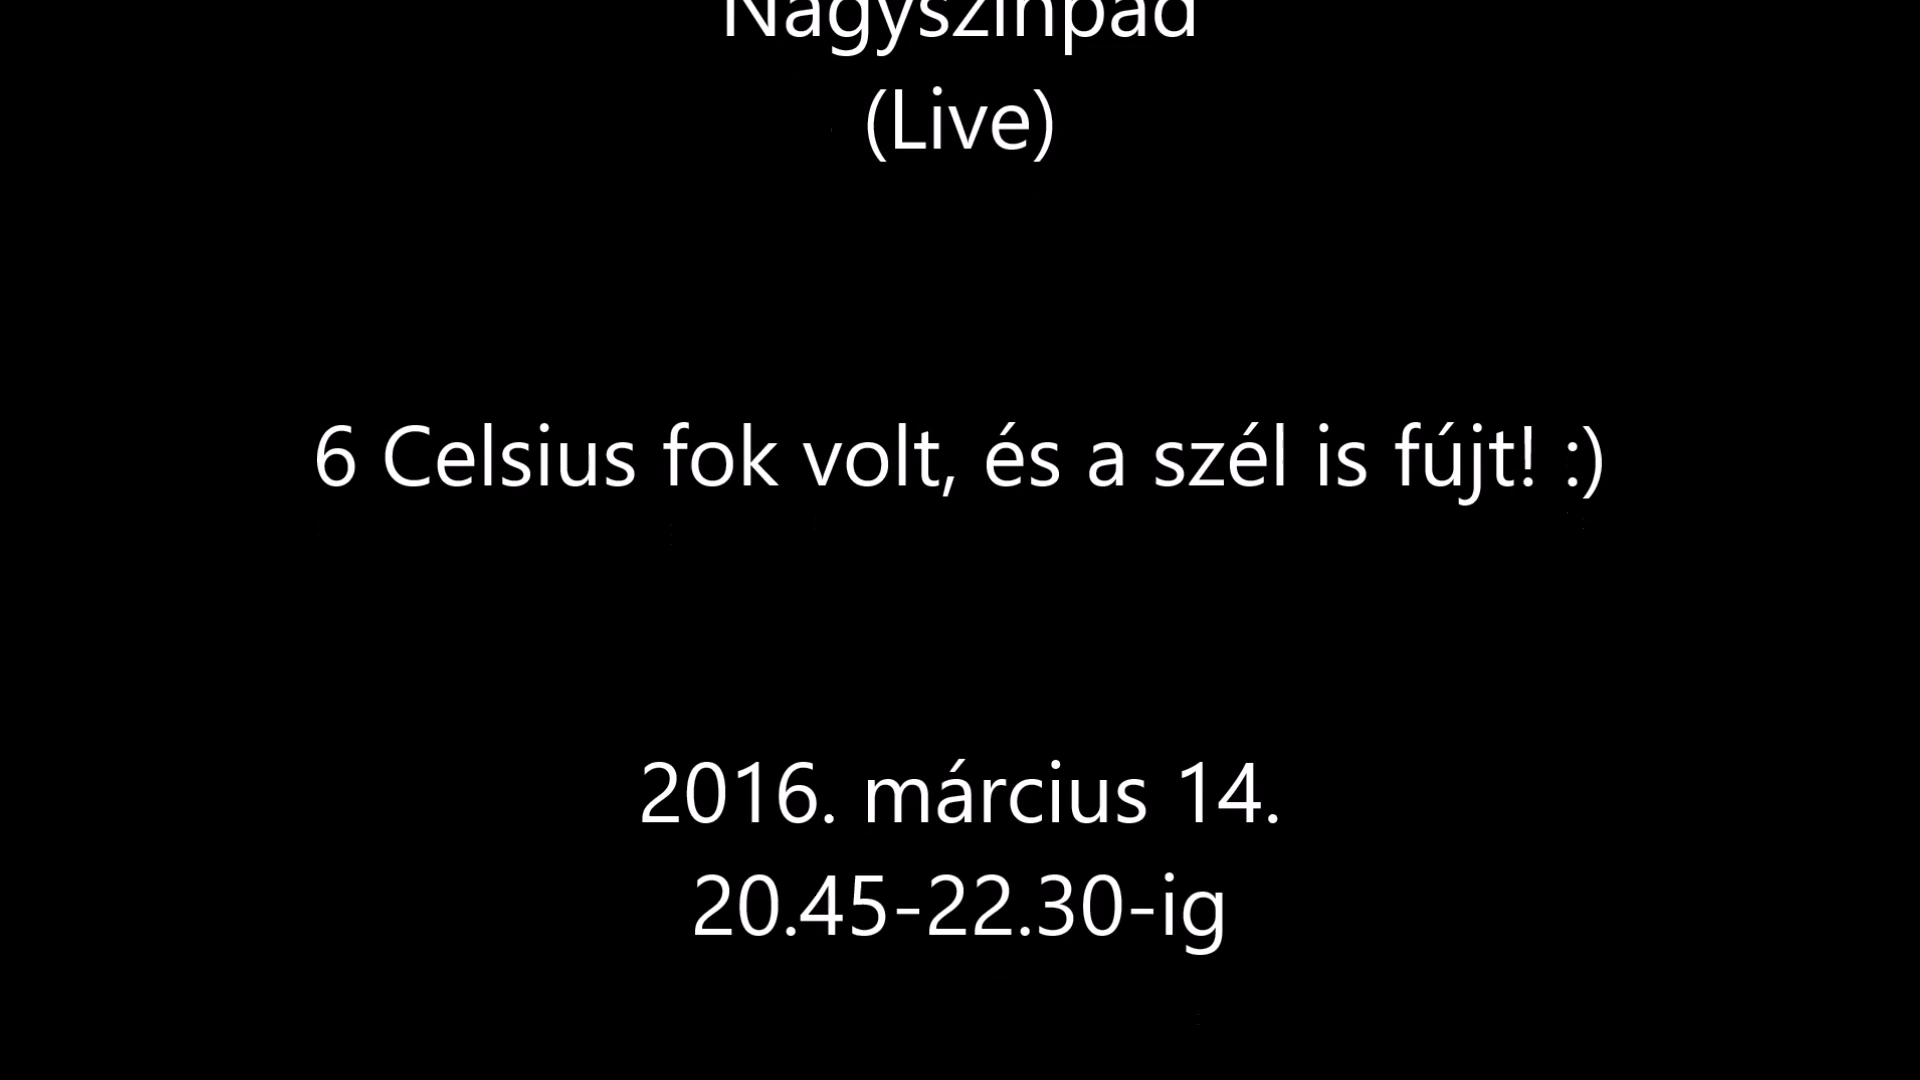 Nagyszínpad
(Live)
6 Celsius fok volt, és a szél is fújt! :)
2016. március 14.
20.45-22.30-ig